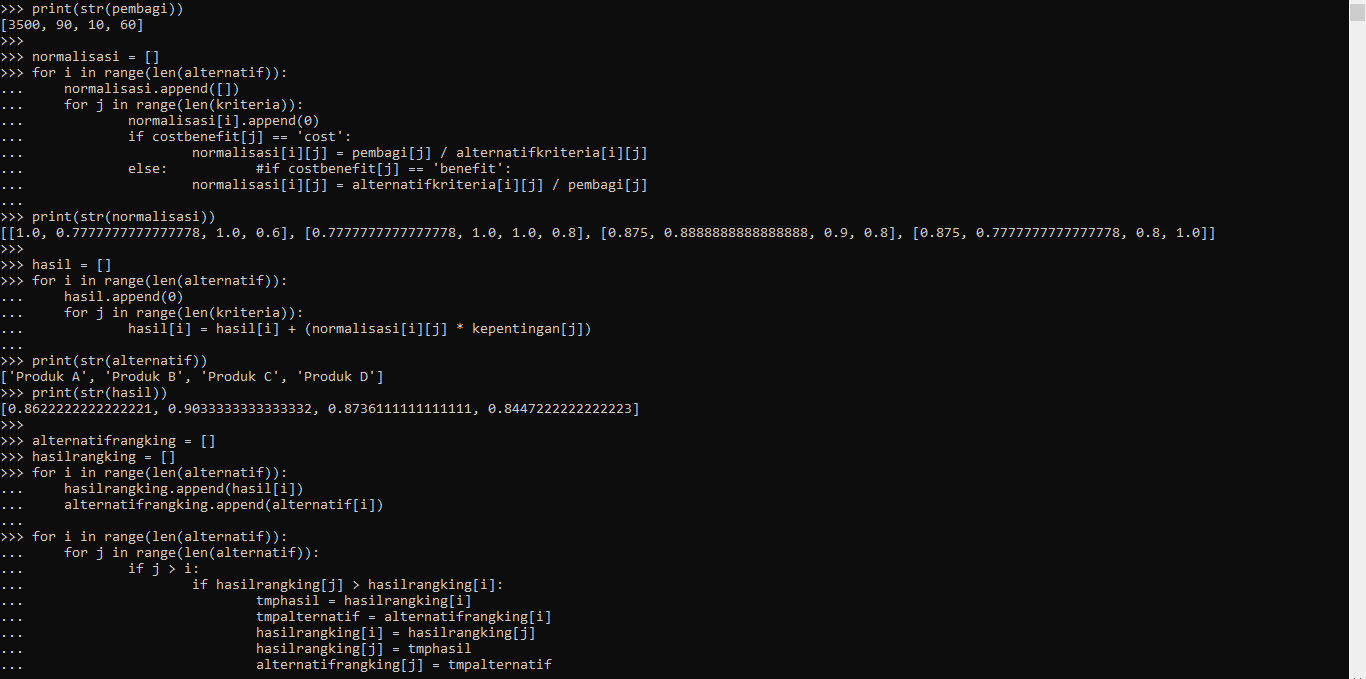 >>> print(str(pembagi))
[3500, 90, 10, 60]
>>>
>>> normalisasi = []
>>> for i in range(len(alternatif)):
...     normalisasi.append([])
...     for j in range(len(kriteria)):
...             normalisasi[i].append(0)
...             if costbenefit[j] == 'cost':
...                     normalisasi[i][j] = pembagi[j] / alternatifkriteria[i][j]
...             else:           #if costbenefit[j] == 'benefit':
...                     normalisasi[i][j] = alternatifkriteria[i][j] / pembagi[j]
...
>>> print(str(normalisasi))
[[1.0, 0.7777777777777778, 1.0, 0.6], [0.7777777777777778, 1.0, 1.0, 0.8], [0.875, 0.8888888888888888, 0.9, 0.8], [0.875, 0.7777777777777778, 0.8, 1.0]]
>>>
>>> hasil = []
>>> for i in range(len(alternatif)):
...     hasil.append(0)
...     for j in range(len(kriteria)):
...             hasil[i] = hasil[i] + (normalisasi[i][j] * kepentingan[j])
...
>>> print(str(alternatif))
['Produk A', 'Produk B', 'Produk C', 'Produk D']
>>> print(str(hasil))
[0.8622222222222221, 0.9033333333333332, 0.8736111111111111, 0.8447222222222223]
>>>
>>> alternatifrangking = []
>>> hasilrangking = []
>>> for i in range(len(alternatif)):
...     hasilrangking.append(hasil[i])
...     alternatifrangking.append(alternatif[i])
...
>>> for i in range(len(alternatif)):
...     for j in range(len(alternatif)):
...             if j > i:
...                     if hasilrangking[j] > hasilrangking[i]:
...                             tmphasil = hasilrangking[i]
...                             tmpalternatif = alternatifrangking[i]
...                             hasilrangking[i] = hasilrangking[j]
...                             hasilrangking[j] = tmphasil
...                             alternatifrangking[j] = tmpalternatif